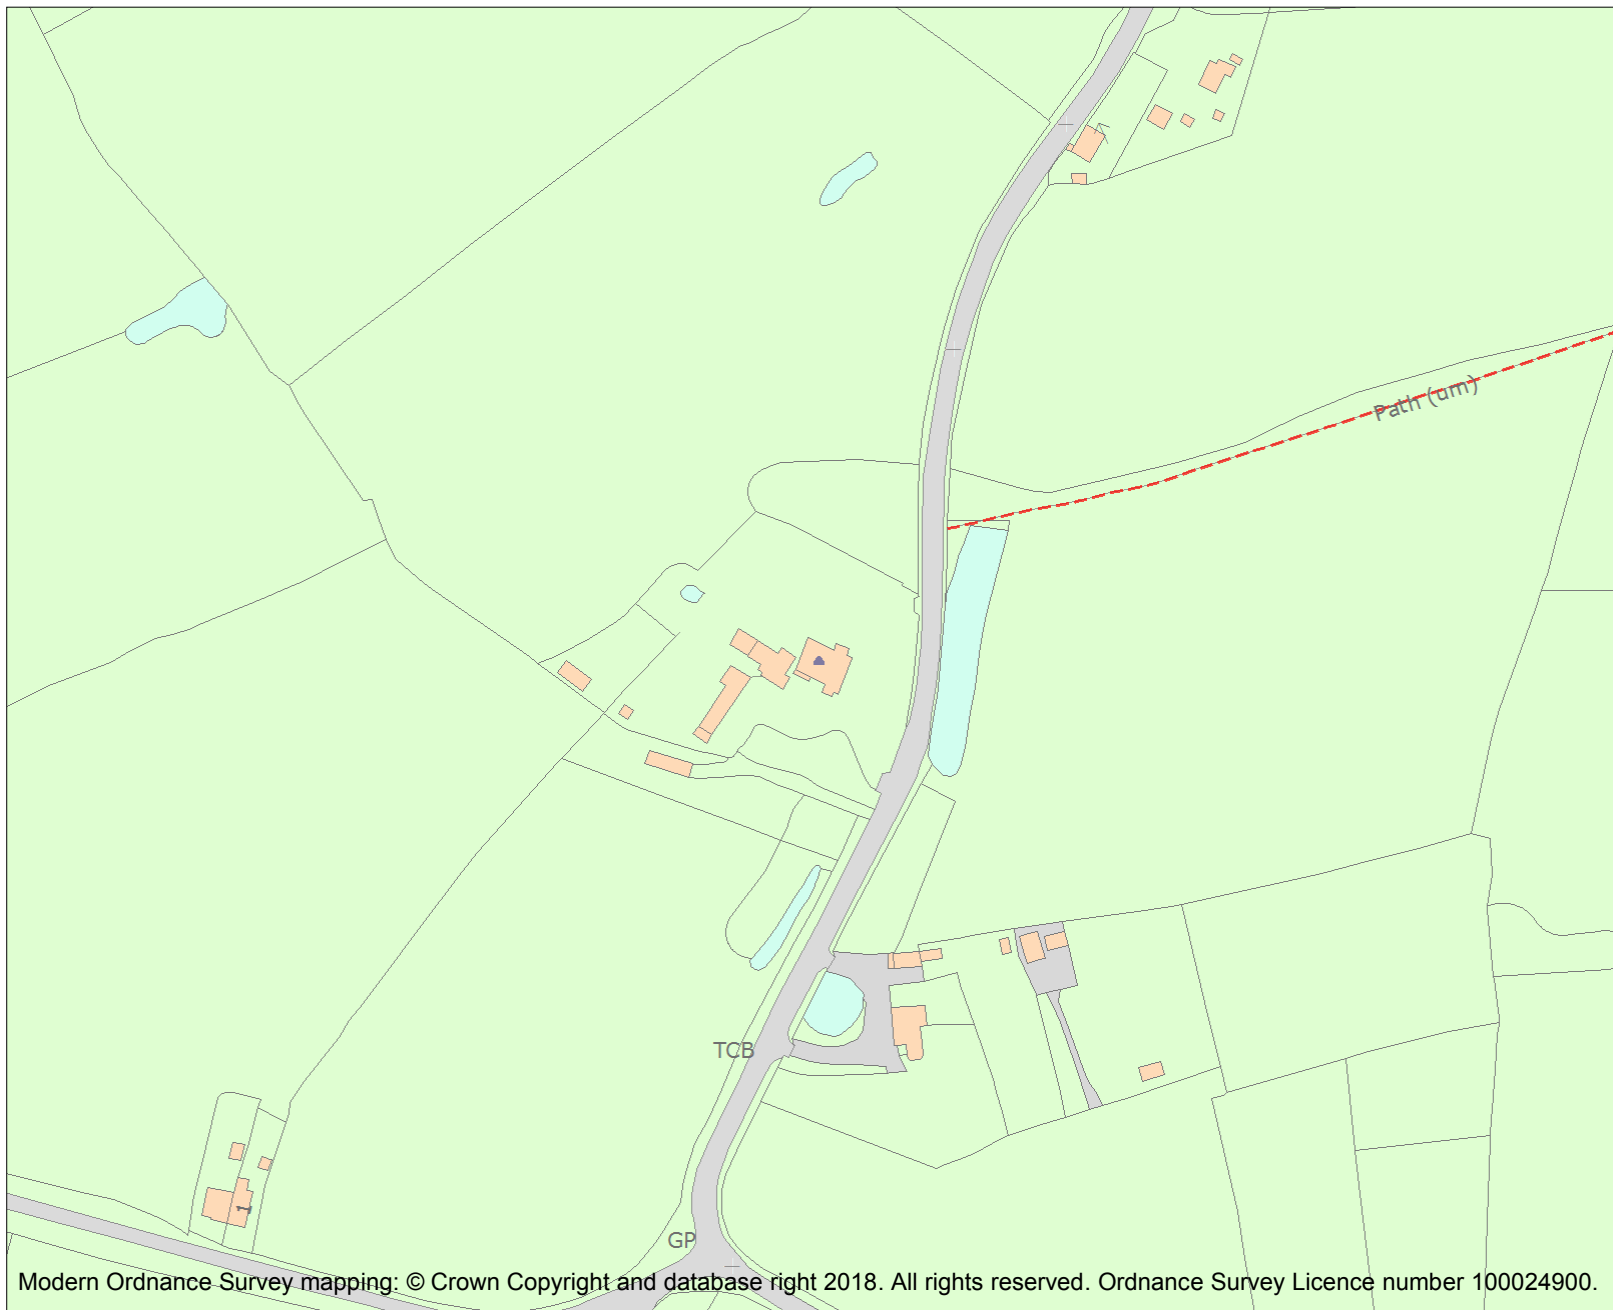 Path (um)
TCB
1
GP
Modern Ordnance Survey mapping: © Crown Copyright and database right 2018. All rights reserved. Ordnance Survey Licence number 100024900.